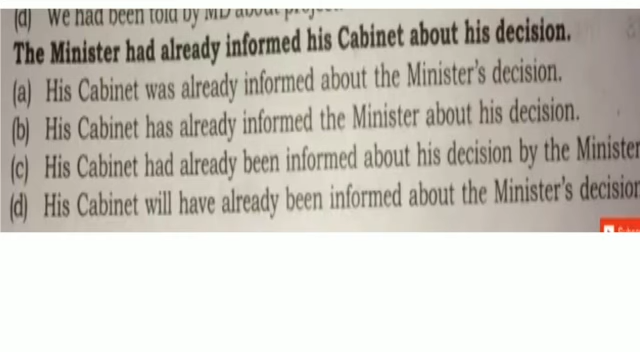 (d) We had been told by MD about
The Minister had already informed his Cabinet about his decision.
(a) His Cabinet was already informed about the Minister's decision.
(b) His Cabinet has already informed the Minister about his decision.
(c) His Cabinet had already been informed about his decision by the Minister
(d) His Cabinet will have already been informed about the Minister's decision